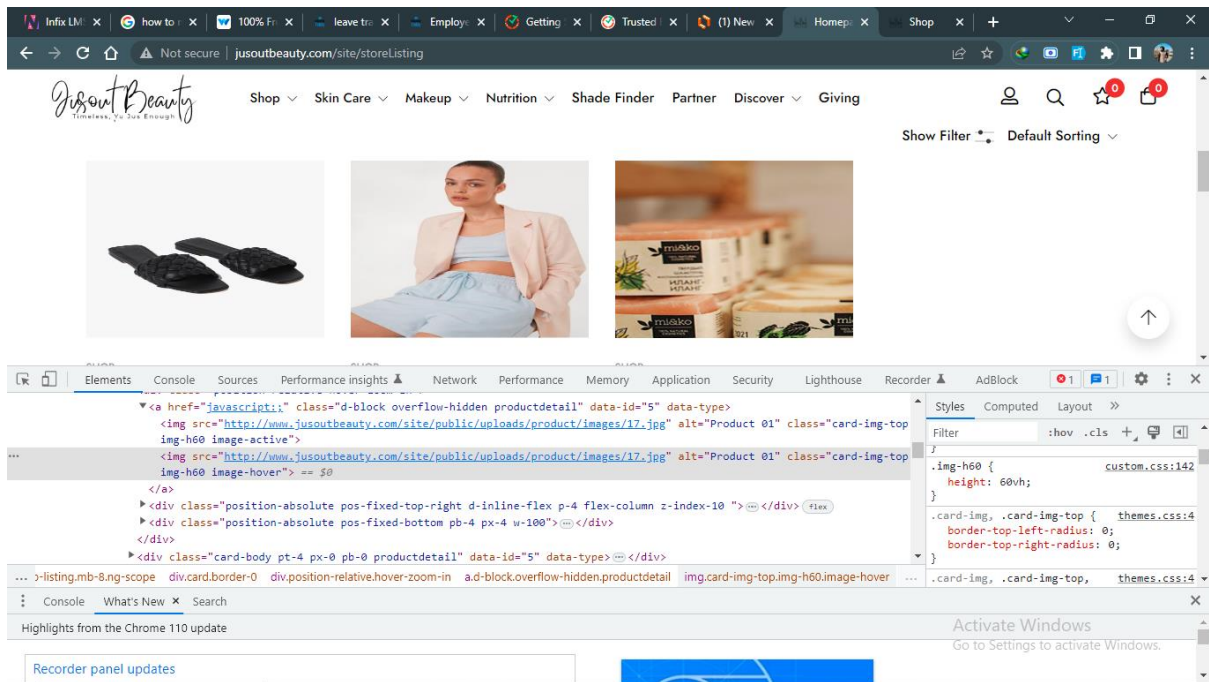 Infix LM
how to r
100% Fr
leave tra
Employe
Getting
Trusted
(1) New
Homepa
Shop
Not secure | jusoutbeauty.com/site/storeListing
Jusout Beauty
Timeless, Yu Jus Enough
Shop
Skin Care
Makeup
Nutrition
Shade Finder
Partner
Discover
Giving
0
0
Show Filter
Default Sorting
mi&ko
ИЛАНГ-
ИЛАНГ
mi&ko
2021
SHOP
SHOP
SHOP
Elements Console Sources Performance insights Network Performance Memory Application Security Lighthouse Recorder AdBlock 1 1
<a href="javascript:;" class="d-block overflow-hidden productdetail" data-id="5" data-type>
<img src="http://www.jusoutbeauty.com/site/public/uploads/product/images/17.jpg" alt="Product 01" class="card-img-top
img-h60 image-active">
<img src="http://www.jusoutbeauty.com/site/public/uploads/product/images/17.jpg" alt="Product 01" class="card-img-top
img-h60 image-hover"> == $0
</a>
<div class="position-absolute pos-fixed-top-right d-inline-flex p-4 flex-column z-index-10 ">…</div> flex
<div class="position-absolute pos-fixed-bottom pb-4 px-4 w-100">…</div>
</div>
<div class="card-body pt-4 px-0 pb-0 productdetail" data-id="5" data-type>…</div>
... o-listing.mb-8.ng-scope div.card.border-0 div.position-relative.hover-zoom-in a.d-block.overflow-hidden.productdetail img.card-img-top.img-h60.image-hover ...
Styles Computed Layout »
Filter :hov .cls +
}
.img-h60 { custom.css:142
height: 60vh;
}
.card-img, .card-img-top { themes.css:4
border-top-left-radius: 0;
border-top-right-radius: 0;
}
.card-img, .card-img-top, themes.css:4
Console What's New × Search
Highlights from the Chrome 110 update
Recorder panel updates
Activate Windows
Go to Settings to activate Windows.